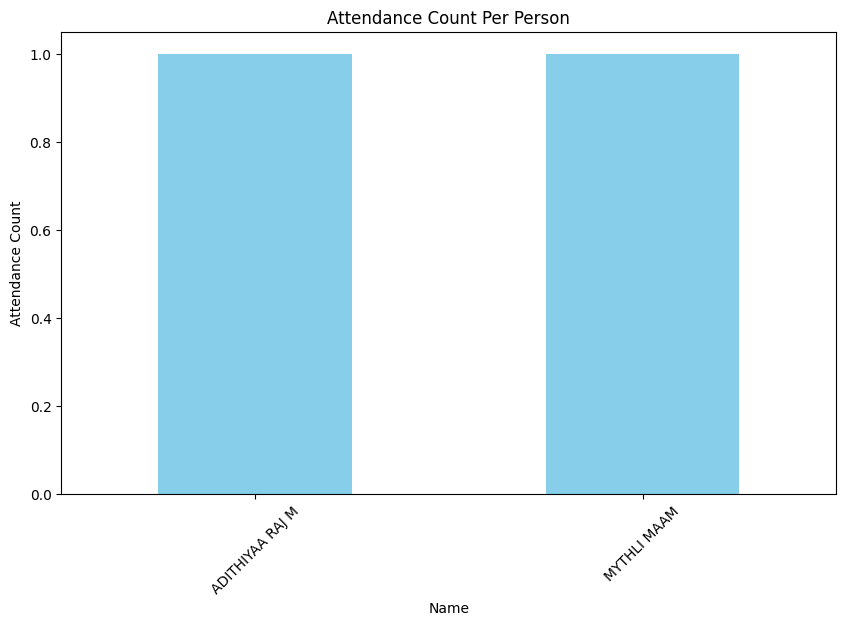 Attendance Count Per Person
1.0
0.8
0.6
0.4
0.2
0.0
Attendance Count
ADITHIYAA RAJ M
MYTHLI MAAM
Name